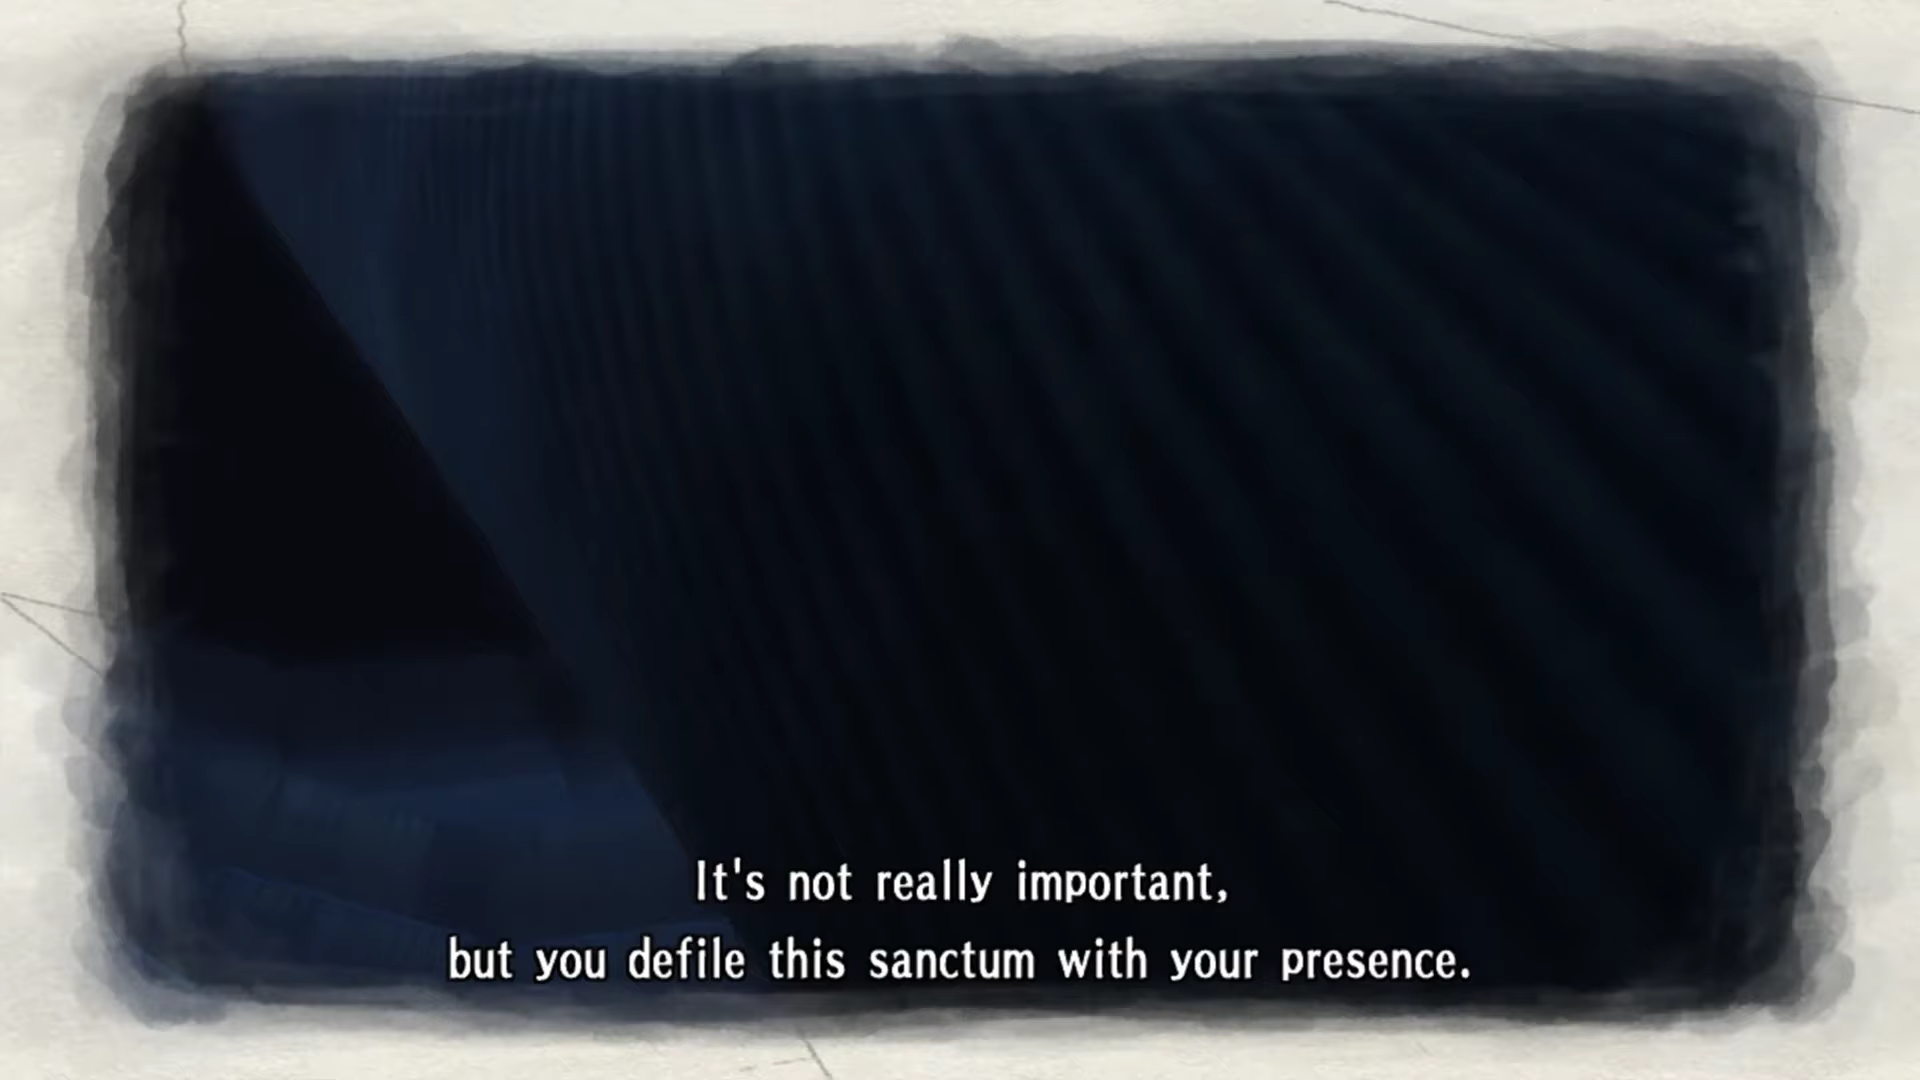 It's not really important,
but you defile this sanctum with your presence.